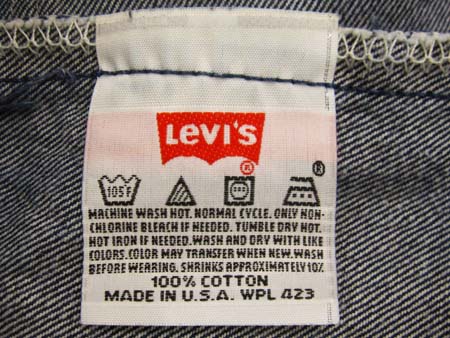 Levi's
®
®
105F
MACHINE WASH HOT. NORMAL CYCLE. ONLY NON-
CHLORINE BLEACH IF NEEDED. TUMBLE DRY HOT.
HOT IRON IF NEEDED. WASH AND DRY WITH LIKE
COLORS. COLOR MAY TRANSFER WHEN NEW. WASH
BEFORE WEARING. SHRINKS APPROXIMATELY 10%
100% COTTON
MADE IN U.S.A. WPL 423